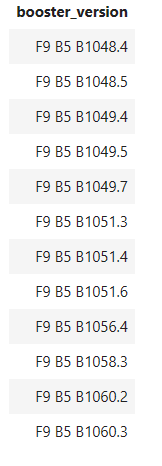 booster_version
F9 B5 B1048.4
F9 B5 B1048.5
F9 B5 B1049.4
F9 B5 B1049.5
F9 B5 B1049.7
F9 B5 B1051.3
F9 B5 B1051.4
F9 B5 B1051.6
F9 B5 B1056.4
F9 B5 B1058.3
F9 B5 B1060.2
F9 B5 B1060.3